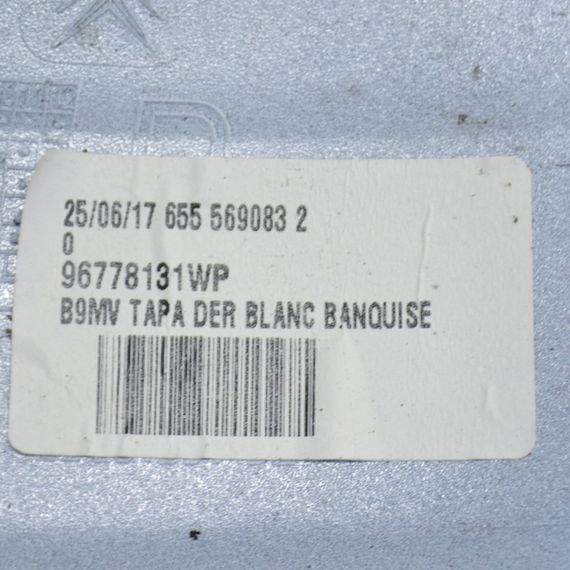 25/06/17 655 569083 2
0
96778131WP
B9MV TAPA DER BLANC BANQUISE